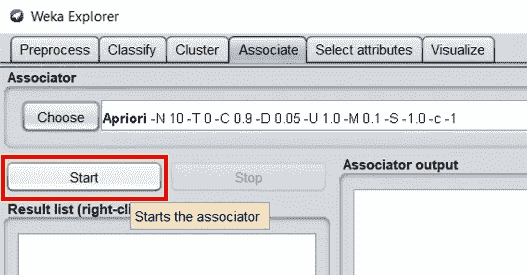 Weka Explorer
Preprocess Classify Cluster Associate Select attributes Visualize
Associator
Choose Apriori -N 10 -T 0 -C 0.9 -D 0.05 -U 1.0 -M 0.1 -S -1.0 -c -1
Start Stop
Associator output
Result list (right-cli
Starts the associator